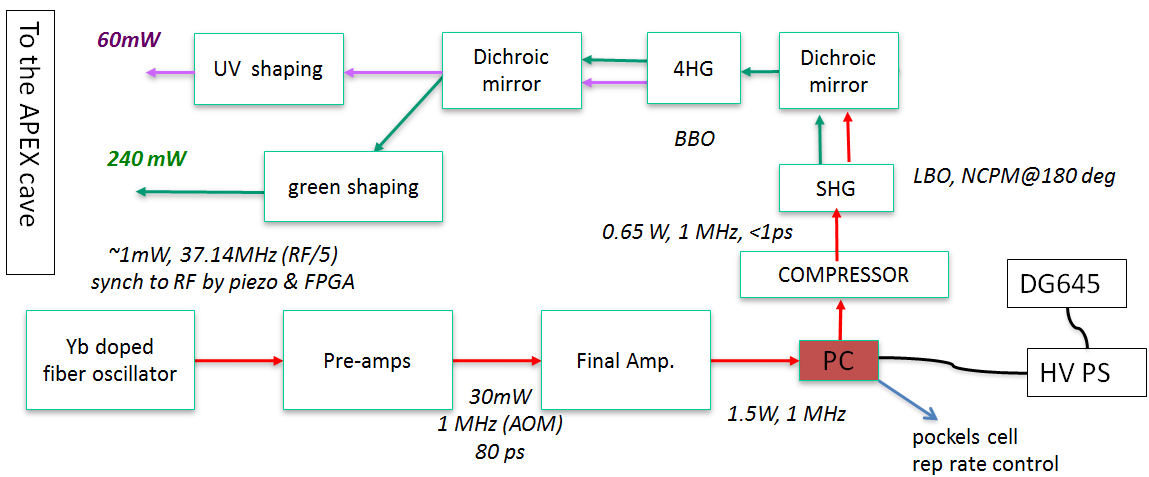 To the APEX cave
60mW
UV shaping
Dichroic
mirror
4HG
Dichroic
mirror
BBO
240 mW
green shaping
SHG
LBO, NCPM@180 deg
0.65 W, 1 MHz, <1ps
~1mW, 37.14MHz (RF/5)
synch to RF by piezo & FPGA
COMPRESSOR
DG645
Yb doped
fiber oscillator
Pre-amps
Final Amp.
PC
HV PS
30mW
1 MHz (AOM)
80 ps
1.5W, 1 MHz
pockels cell
rep rate control